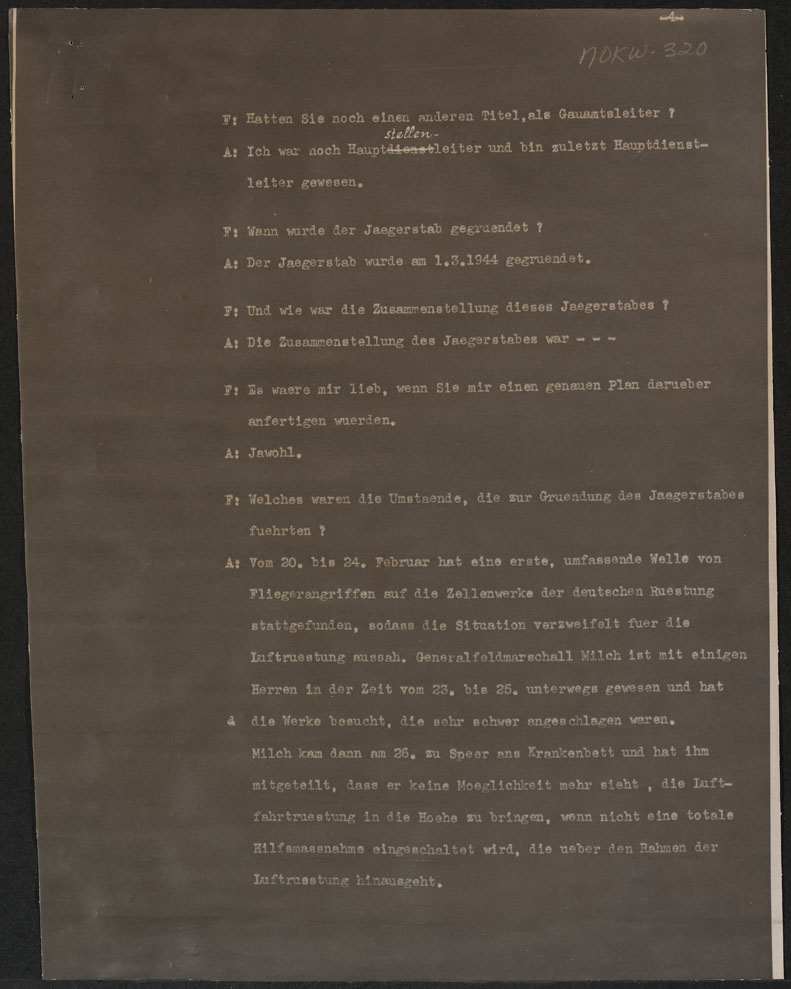 -4-
NOKW-320
F: Hatten Sie noch einen anderen Titel,als Gauamtsleiter ?
stellen-
A: Ich war noch Hauptdienstleiter und bin zuletzt Hauptdienst-
leiter gewesen.
F: Wann wurde der Jaegerstab gegruendet ?
A: Der Jaegerstab wurde am 1.3.1944 gegruendet.
F: Und wie war die Zusammenstellung dieses Jaegerstabes ?
A: Die Zusammenstellung des Jaegerstabes war - - -
F: Es waere mir lieb, wenn Sie mir einen genauen Plan darueber
anfertigen wuerden.
A: Jawohl.
F: Welches waren die Umstaende, die zur Gruendung des Jaegerstabes
fuehrten ?
A: Vom 20. bis 24. Februar hat eine erste, umfassende Welle von
Fliegerangriffen auf die Zellenwerke der deutschen Ruestung
stattgefunden, sodass die Situation verzweifelt fuer die
Luftruestung aussah. Generalfeldmarschall Milch ist mit einigen
Herren in der Zeit vom 23. bis 25. unterwegs gewesen und hat
die Werke besucht, die sehr schwer angeschlagen waren.
Milch kam dann am 26. zu Speer ans Krankenbett und hat ihm
mitgeteilt, dass er keine Moeglichkeit mehr sieht , die Luft-
fahrtruestung in die Hoehe zu bringen, wenn nicht eine totale
Hilfsmassnahme eingeschaltet wird, die ueber den Rahmen der
Luftruestung hinausgeht.